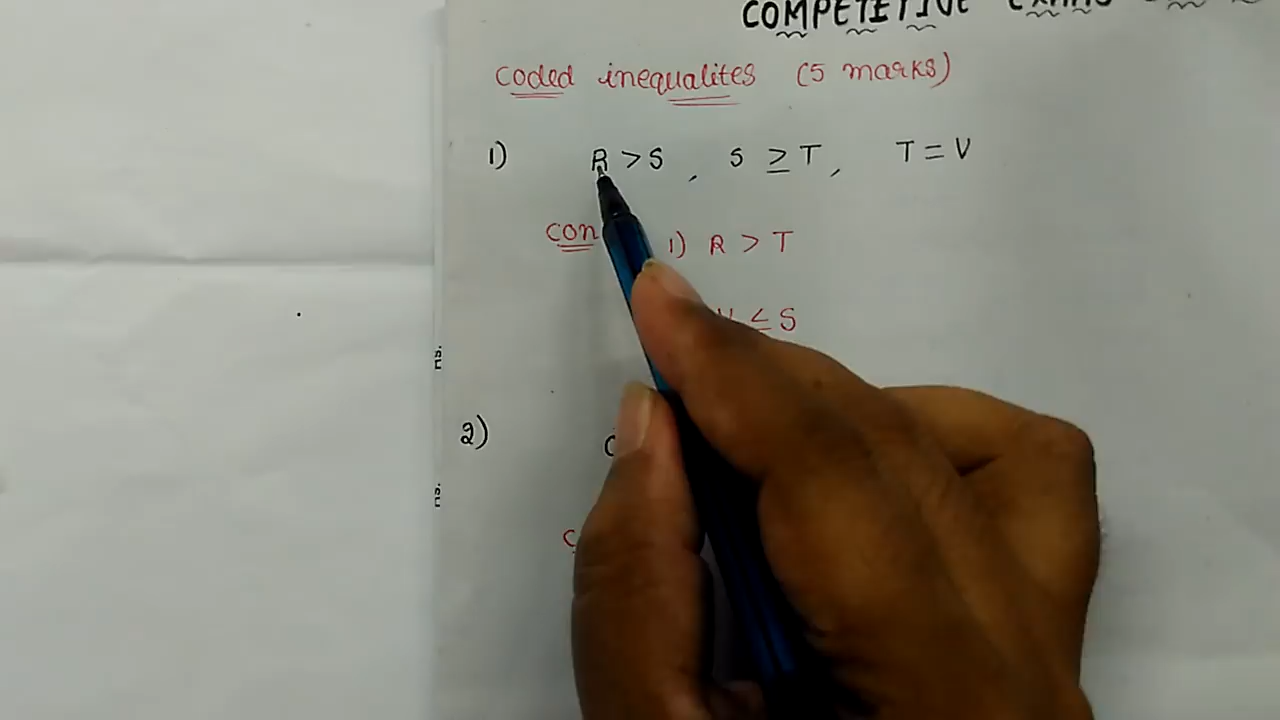 COMPETETIVE
Coded inequalites (5 marks)
1) R > S , S ≥ T , T = V
Con 1) R > T
≤ S
2)